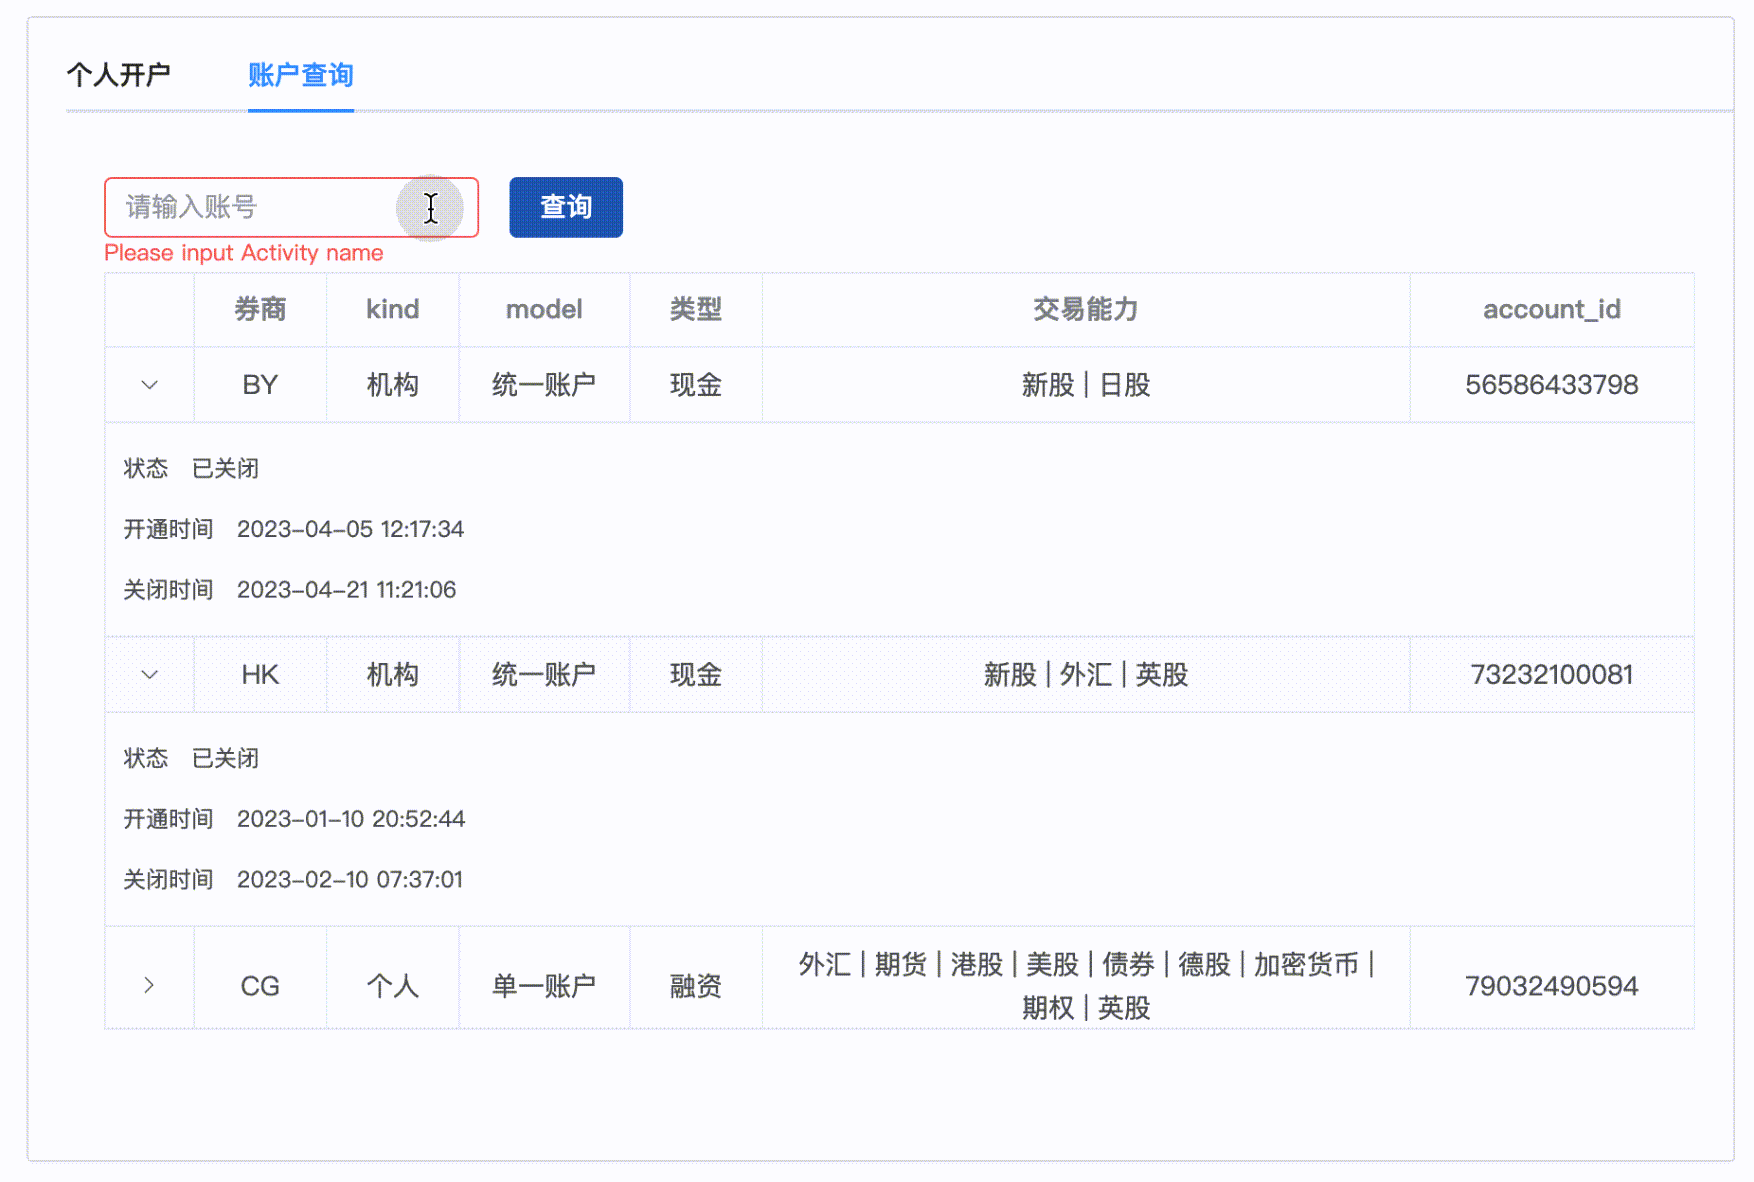 个人开户 账户查询
请输入账号 查询
Please input Activity name
券商 kind model 类型 交易能力 account_id
BY 机构 统一账户 现金 新股 | 日股 56586433798
状态 已关闭
开通时间 2023-04-05 12:17:34
关闭时间 2023-04-21 11:21:06
HK 机构 统一账户 现金 新股 | 外汇 | 英股 73232100081
状态 已关闭
开通时间 2023-01-10 20:52:44
关闭时间 2023-02-10 07:37:01
CG 个人 单一账户 融资 外汇 | 期货 | 港股 | 美股 | 债券 | 德股 | 加密货币 | 79032490594
期权 | 英股